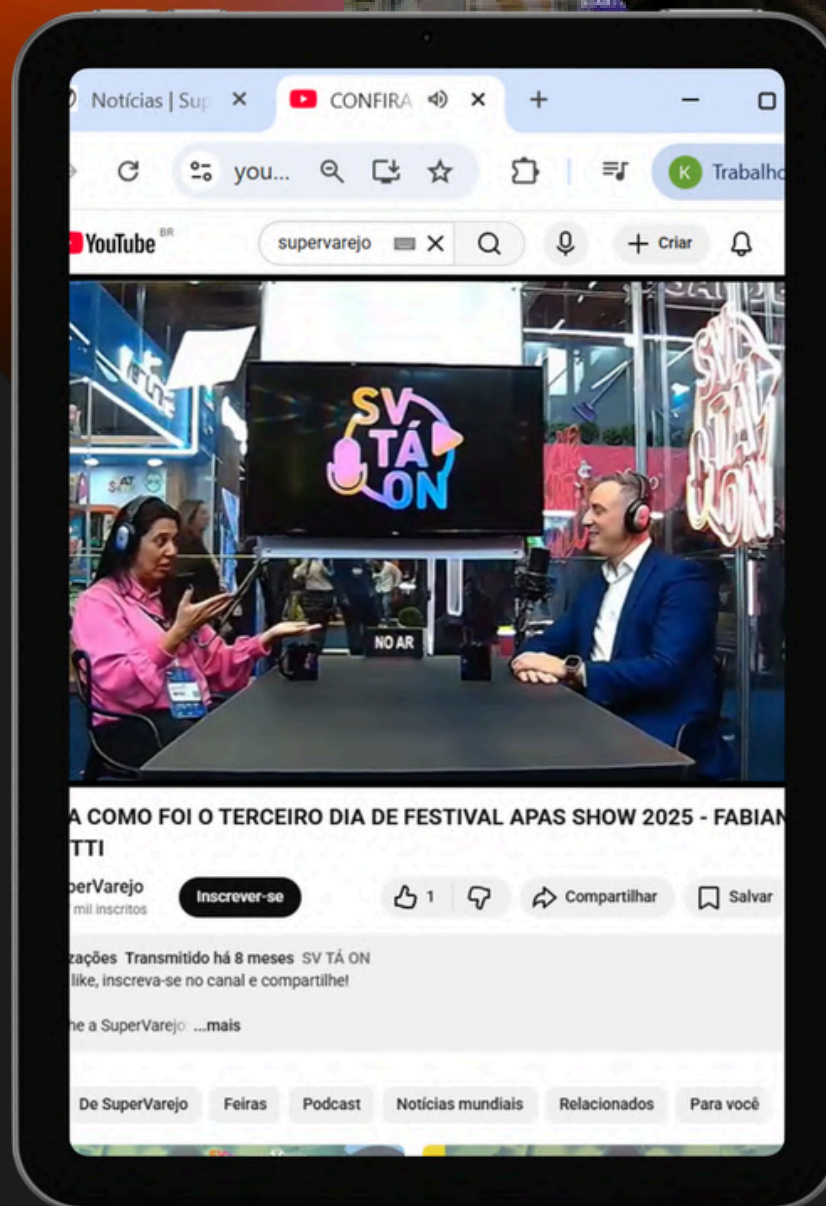 Notícias | Sup
CONFIRA
you...
K Trabalho
YouTube BR
supervarejo
Criar
SV
TÁ
ON
SV
TÁ
ON
NO AR
A COMO FOI O TERCEIRO DIA DE FESTIVAL APAS SHOW 2025 - FABIAN
TTI
perVarejo
mil inscritos
Inscrever-se
1
Compartilhar
Salvar
zações Transmitido há 8 meses SV TÁ ON
like, inscreva-se no canal e compartilhe!
he a SuperVarejo ...mais
De SuperVarejo
Feiras
Podcast
Notícias mundiais
Relacionados
Para você